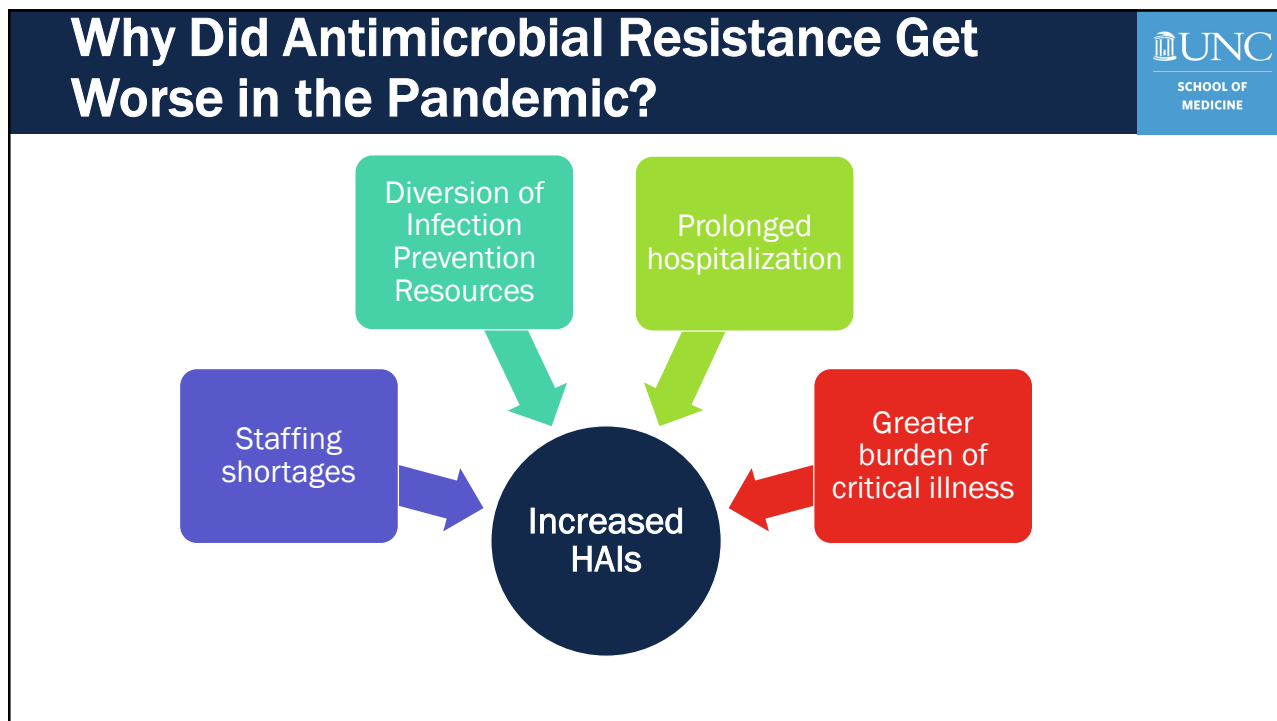 Why Did Antimicrobial Resistance Get
Worse in the Pandemic?
UNC
SCHOOL OF
MEDICINE
Diversion of
Infection
Prevention
Resources
Prolonged
hospitalization
Staffing
shortages
Greater
burden of
critical illness
Increased
HAIs